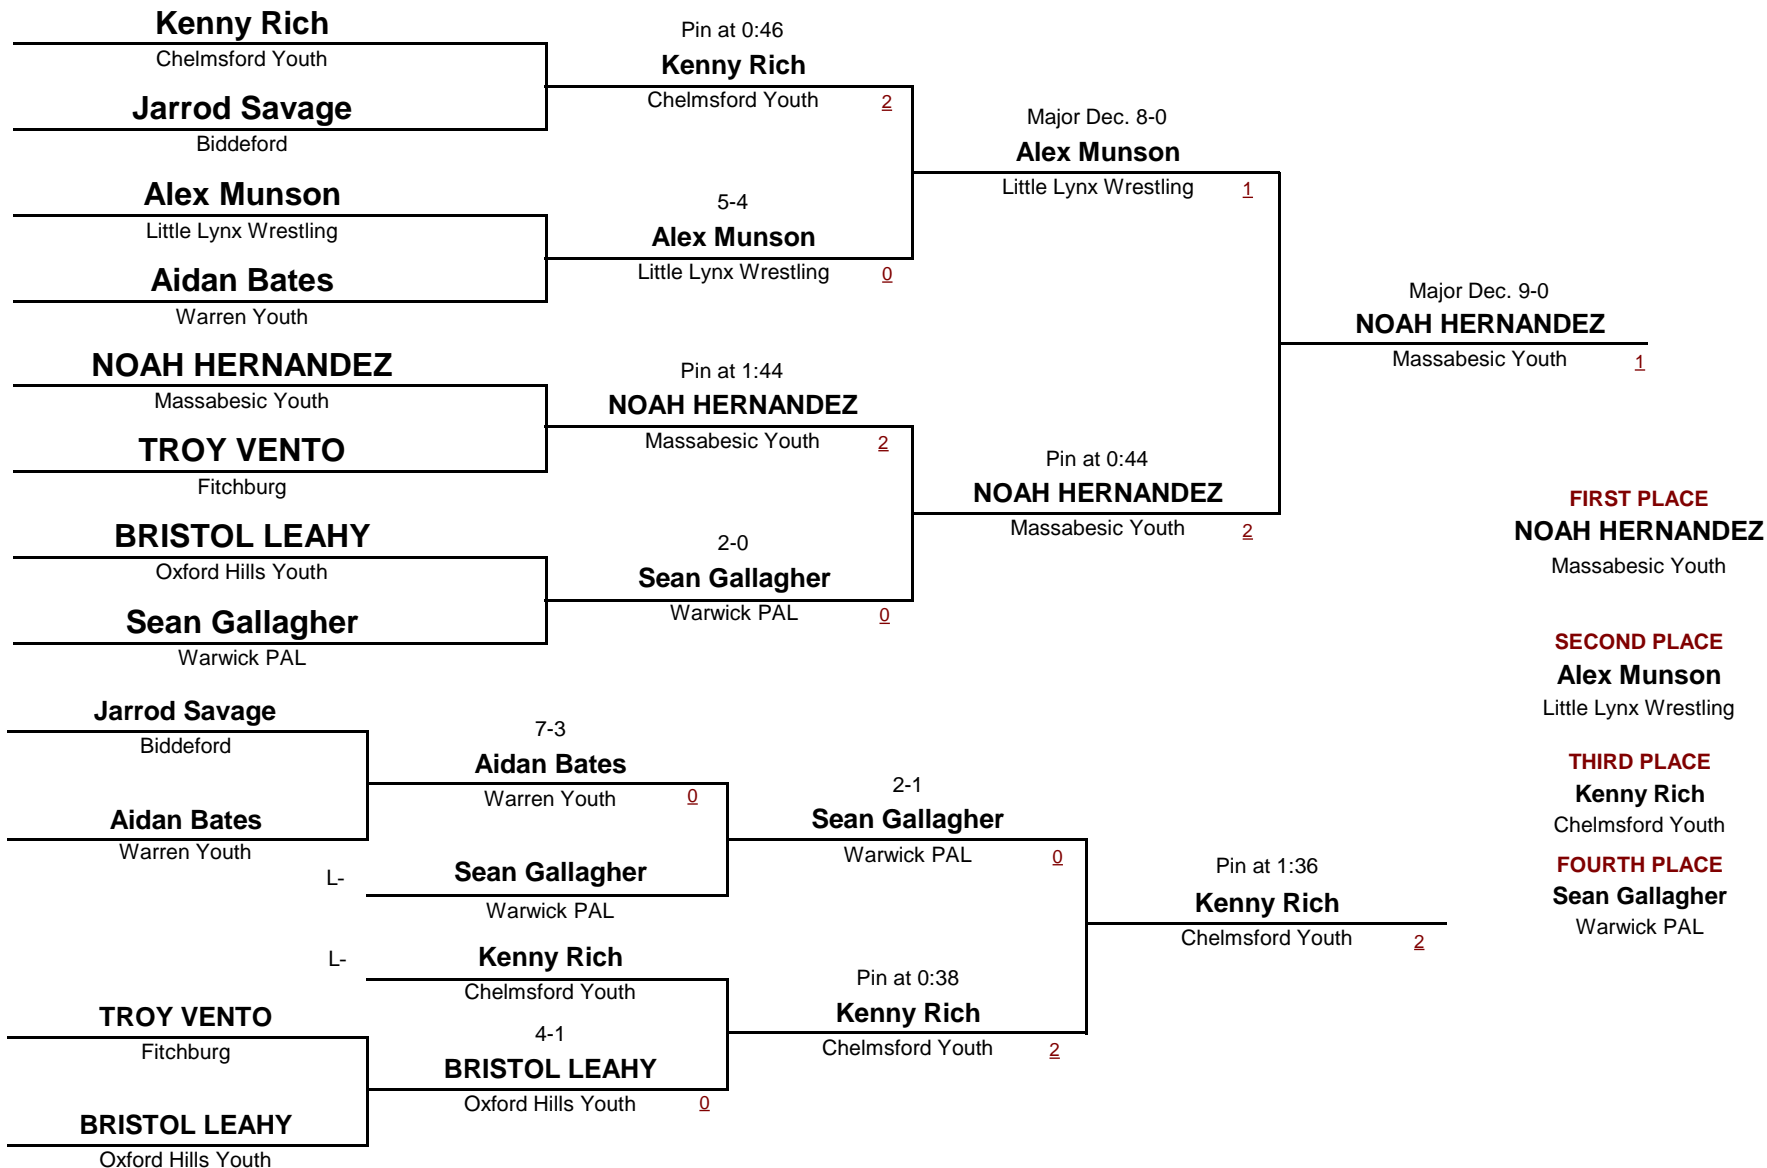 Kenny Rich
Chelmsford Youth
Jarrod Savage
Biddeford
Alex Munson
Little Lynx Wrestling
Aidan Bates
Warren Youth
NOAH HERNANDEZ
Massabesic Youth
TROY VENTO
Fitchburg
BRISTOL LEAHY
Oxford Hills Youth
Sean Gallagher
Warwick PAL
Pin at 0:46
Kenny Rich
Chelmsford Youth 2
5-4
Alex Munson
Little Lynx Wrestling 0
Pin at 1:44
NOAH HERNANDEZ
Massabesic Youth 2
2-0
Sean Gallagher
Warwick PAL 0
Major Dec. 8-0
Alex Munson
Little Lynx Wrestling 1
Pin at 0:44
NOAH HERNANDEZ
Massabesic Youth 2
Major Dec. 9-0
NOAH HERNANDEZ
Massabesic Youth 1
Jarrod Savage
Biddeford
Aidan Bates
Warren Youth
TROY VENTO
Fitchburg
BRISTOL LEAHY
Oxford Hills Youth
7-3
Aidan Bates
Warren Youth 0
L- Sean Gallagher
Warwick PAL
L- Kenny Rich
Chelmsford Youth
4-1
BRISTOL LEAHY
Oxford Hills Youth 0
2-1
Sean Gallagher
Warwick PAL 0
Pin at 0:38
Kenny Rich
Chelmsford Youth 2
Pin at 1:36
Kenny Rich
Chelmsford Youth 2
FIRST PLACE
NOAH HERNANDEZ
Massabesic Youth
SECOND PLACE
Alex Munson
Little Lynx Wrestling
THIRD PLACE
Kenny Rich
Chelmsford Youth
FOURTH PLACE
Sean Gallagher
Warwick PAL